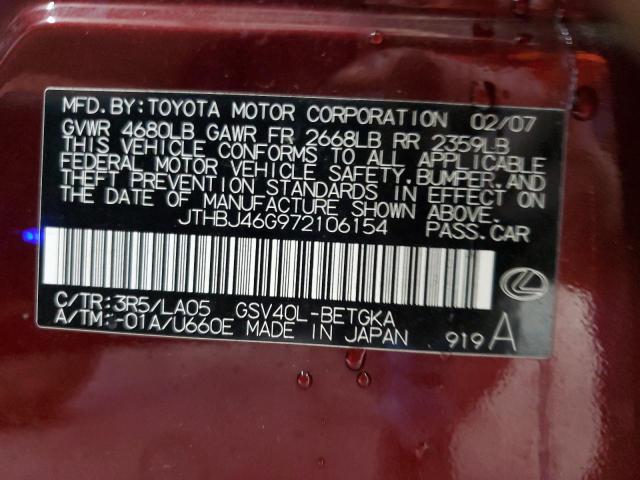 MFD. BY: TOYOTA MOTOR CORPORATION 02/07
GVWR 4680LB GAWR FR 2668LB RR 2359LB
THIS VEHICLE CONFORMS TO ALL APPLICABLE
FEDERAL MOTOR VEHICLE SAFETY, BUMPER, AND
THEFT PREVENTION STANDARDS IN EFFECT ON
THE DATE OF MANUFACTURE SHOWN ABOVE.
JTHBJ46G972106154 PASS. CAR
C/TR: 3R5/LA05 GSV40L-BETGKA
A/TM: -01A/U660E MADE IN JAPAN 919 A